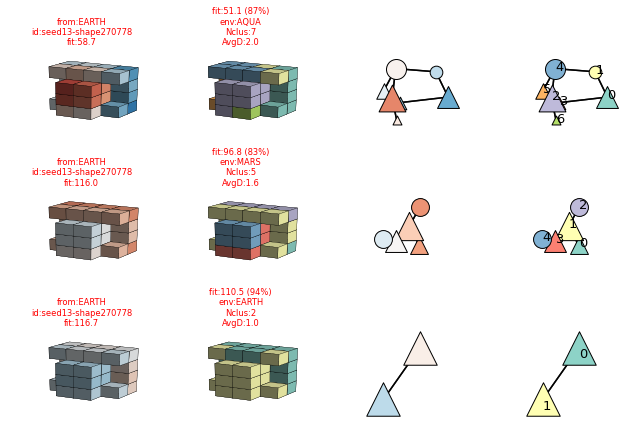 from:EARTH
id:seed13-shape270778
fit:58.7
fit:51.1 (87%)
env:AQUA
Nclus:7
AvgD:2.0
4
1
5
2
3
0
6
from:EARTH
id:seed13-shape270778
fit:116.0
fit:96.8 (83%)
env:MARS
Nclus:5
AvgD:1.6
2
1
4
3
0
from:EARTH
id:seed13-shape270778
fit:116.7
fit:110.5 (94%)
env:EARTH
Nclus:2
AvgD:1.0
0
1